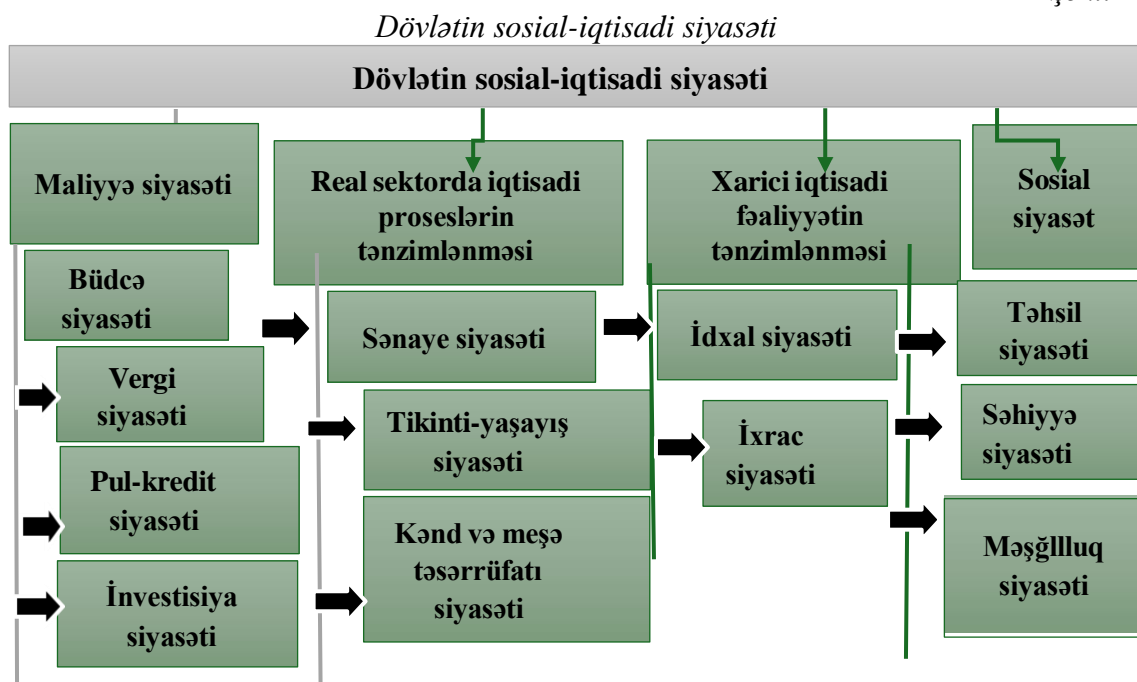 Dövlətin sosial-iqtisadi siyasəti
Dövlətin sosial-iqtisadi siyasəti
Maliyyə siyasəti
Büdcə
siyasəti
Vergi
siyasəti
Pul-kredit
siyasəti
İnvestisiya
siyasəti
Real sektorda iqtisadi
proseslərin
tənzimlənməsi
Sənaye siyasəti
Tikinti-yaşayış
siyasəti
Kənd və meşə
təsərrüfatı
siyasəti
Xarici iqtisadi
fəaliyyətin
tənzimlənməsi
İdxal siyasəti
İxrac
siyasəti
Sosial
siyasət
Təhsil
siyasəti
Səhiyyə
siyasəti
Məşğllluq
siyasəti